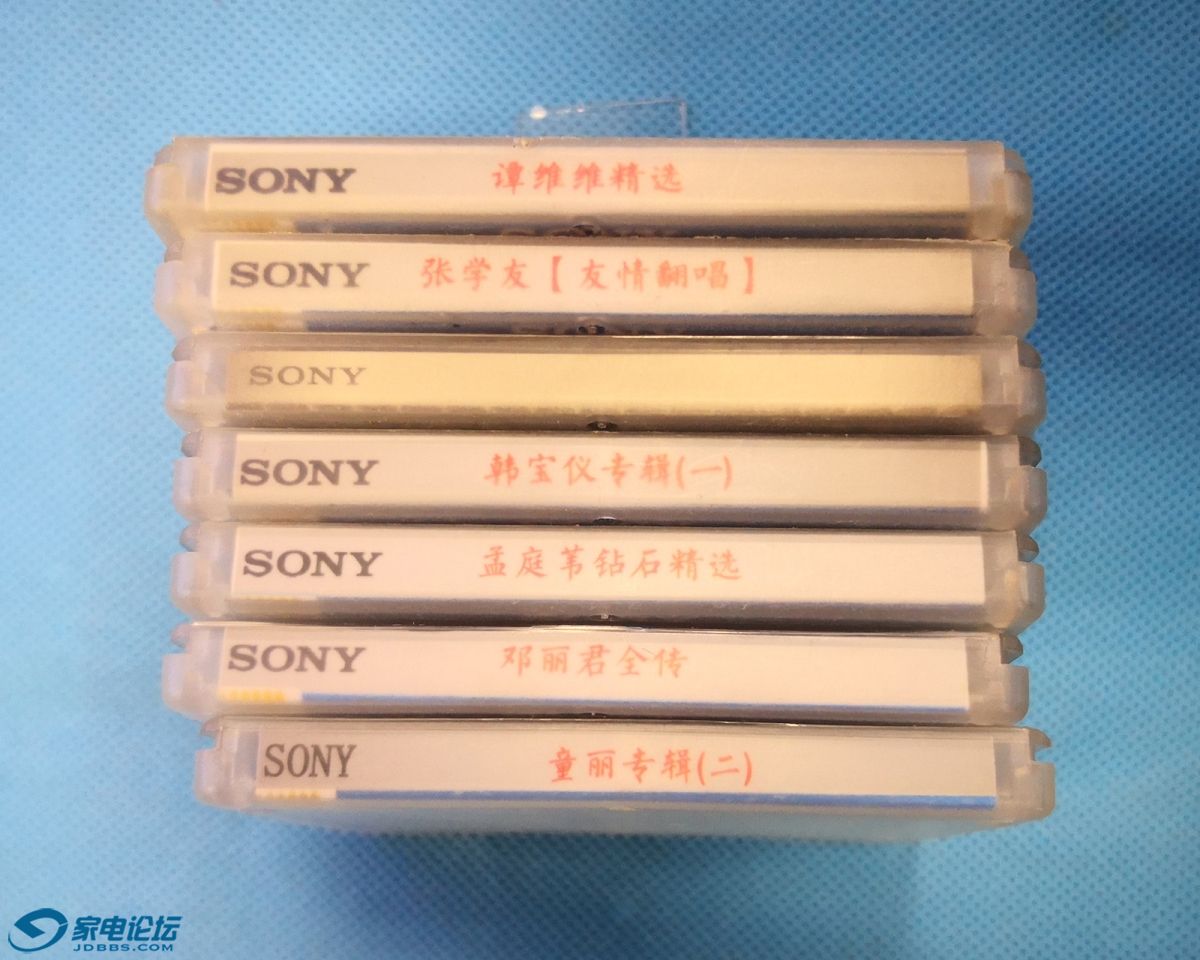 SONY 谭维维精选
SONY 张学友【友情翻唱】
SONY
SONY 韩宝仪专辑(一)
SONY 孟庭苇钻石精选
SONY 邓丽君全传
SONY 童丽专辑(二)
家电论坛
JDBBS.COM